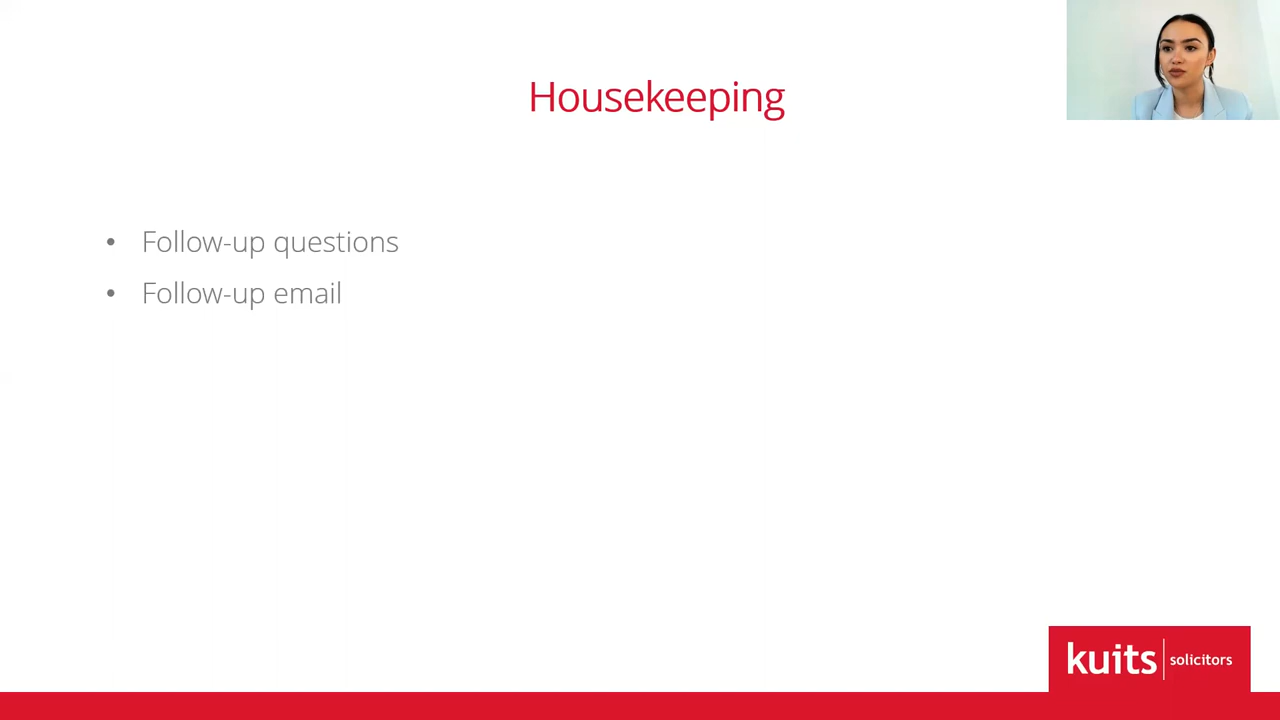 Housekeeping
• Follow-up questions
• Follow-up email
kuits solicitors